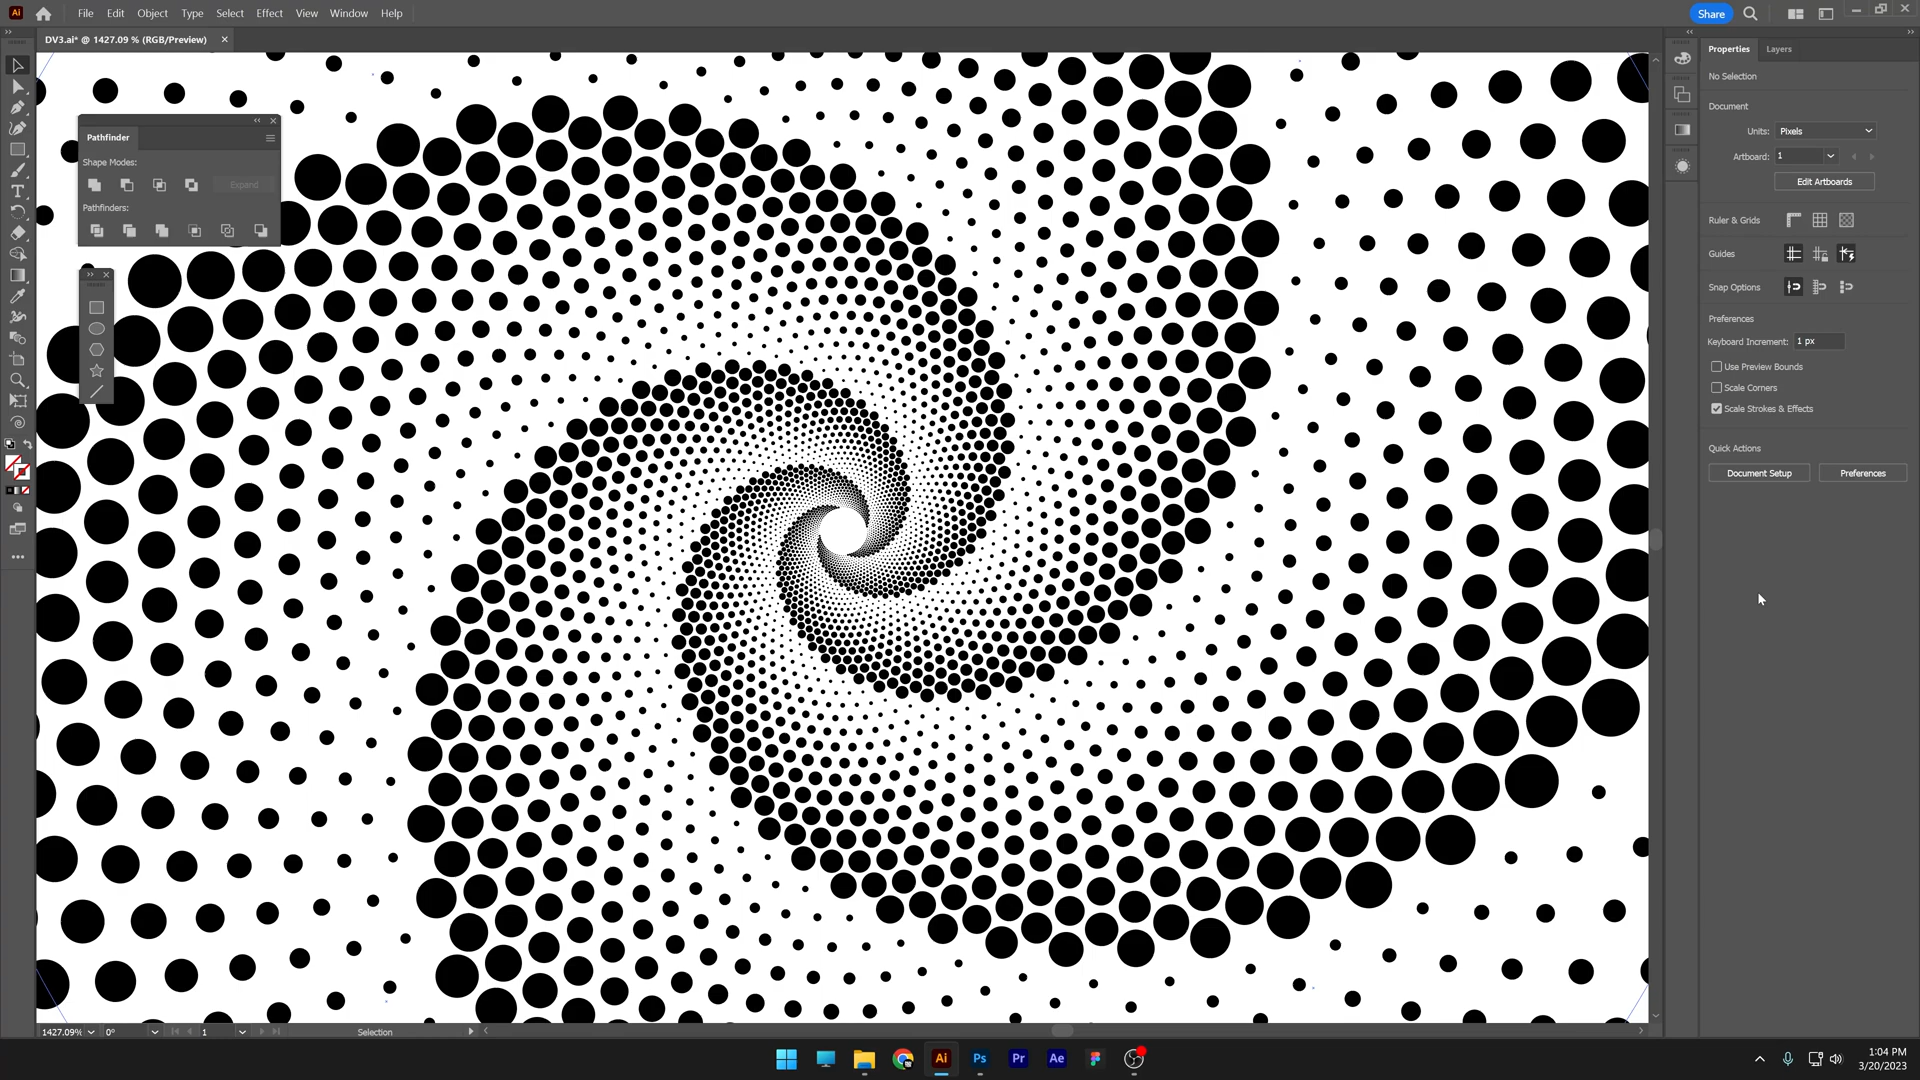 Ai File Edit Object Type Select Effect View Window Help Share
DV3.ai* @ 1427.09 % (RGB/Preview)
Properties Layers
No Selection
Document
Units: Pixels
Artboard: 1
Edit Artboards
Ruler & Grids
Guides
Snap Options
Preferences
Keyboard Increment: 1 px
Use Preview Bounds
Scale Corners
Scale Strokes & Effects
Quick Actions
Document Setup Preferences
Pathfinder
Shape Modes:
Expand
Pathfinders:
1427.09% 0° 1 Selection
Ai Ps Pr Ae
1:04 PM
3/20/2023